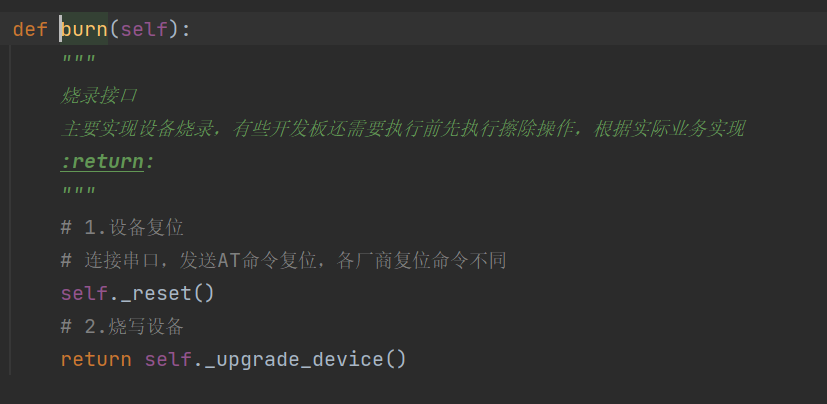 def burn(self):
"""
烧录接口
主要实现设备烧录，有些开发板还需要执行前先执行擦除操作，根据实际业务实现
:return:
"""
# 1.设备复位
# 连接串口，发送AT命令复位，各厂商复位命令不同
self._reset()
# 2.烧写设备
return self._upgrade_device()